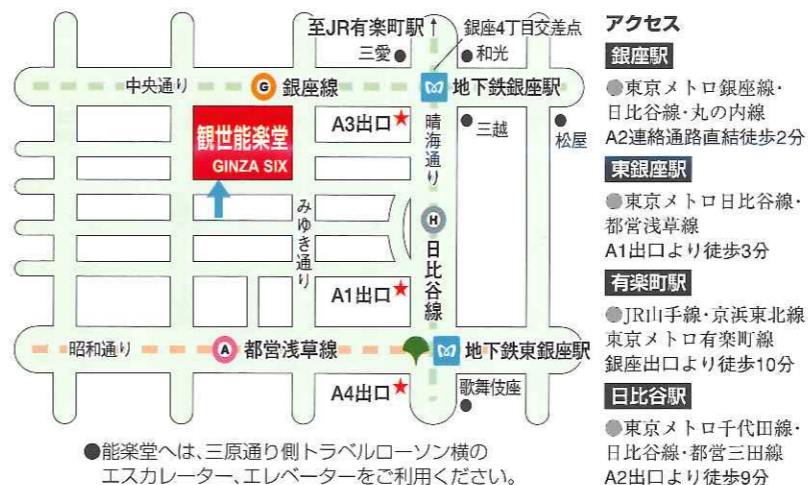 至JR有楽町駅↑
銀座4丁目交差点
三愛●
●和光
中央通り
G
銀座線
地下鉄銀座駅
観世能楽堂
GINZA SIX
A3出口★
晴海通り
●三越
松屋
みゆき通り
H
日比谷線
A1出口★
昭和通り
A
都営浅草線
地下鉄東銀座駅
A4出口★
歌舞伎座
●能楽堂へは、三原通り側トラベルローソン横の
エスカレーター、エレベーターをご利用ください。
アクセス
銀座駅
●東京メトロ銀座線・
日比谷線・丸の内線
A2連絡通路直結徒歩2分
東銀座駅
●東京メトロ日比谷線・
都営浅草線
A1出口より徒歩3分
有楽町駅
●JR山手線・京浜東北線
東京メトロ有楽町線
銀座出口より徒歩10分
日比谷駅
●東京メトロ千代田線・
日比谷線・都営三田線
A2出口より徒歩9分